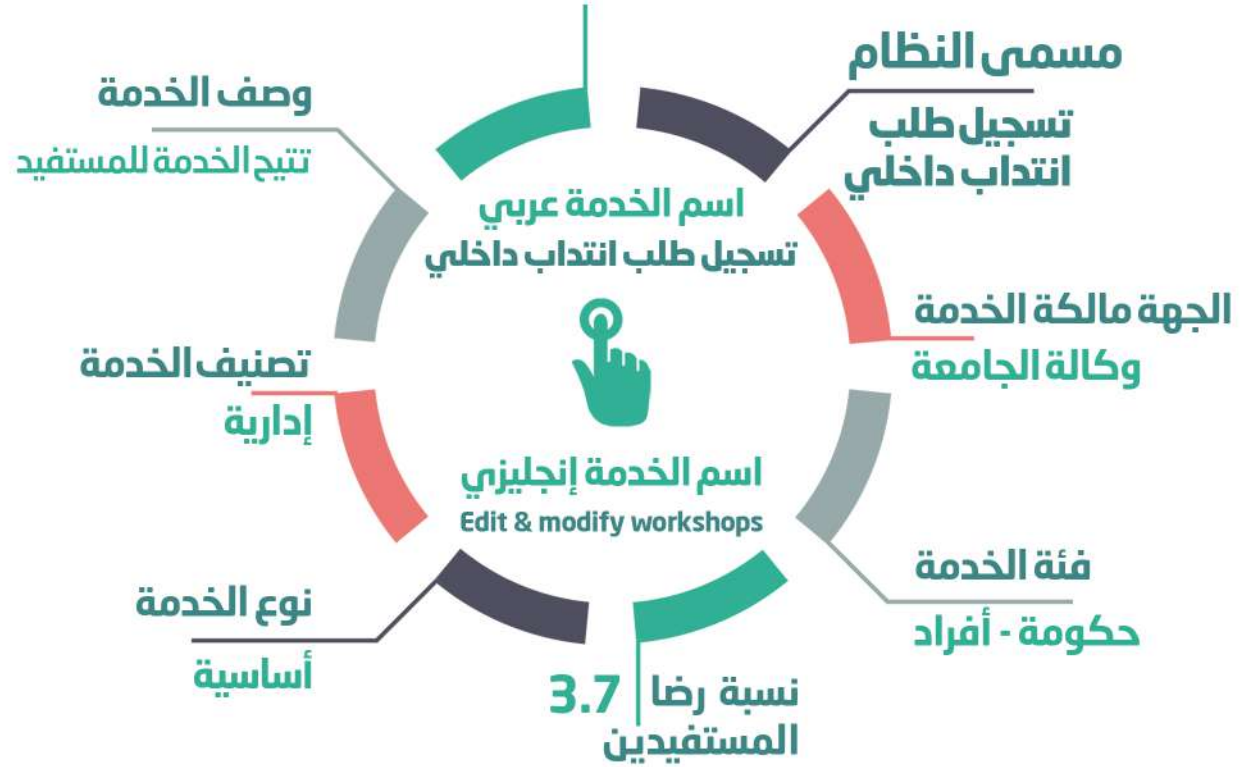 مسمى النظام
تسجيل طلب
انتداب داخلي
الجهة مالكة الخدمة
وكالة الجامعة
فئة الخدمة
حكومة - أفراد
اسم الخدمة عربي
تسجيل طلب انتداب داخلي
اسم الخدمة إنجليزي
Edit & modify workshops
نسبة رضا 3.7
المستفيدين
وصف الخدمة
تتيح الخدمة للمستفيد
تصنيف الخدمة
إدارية
نوع الخدمة
أساسية